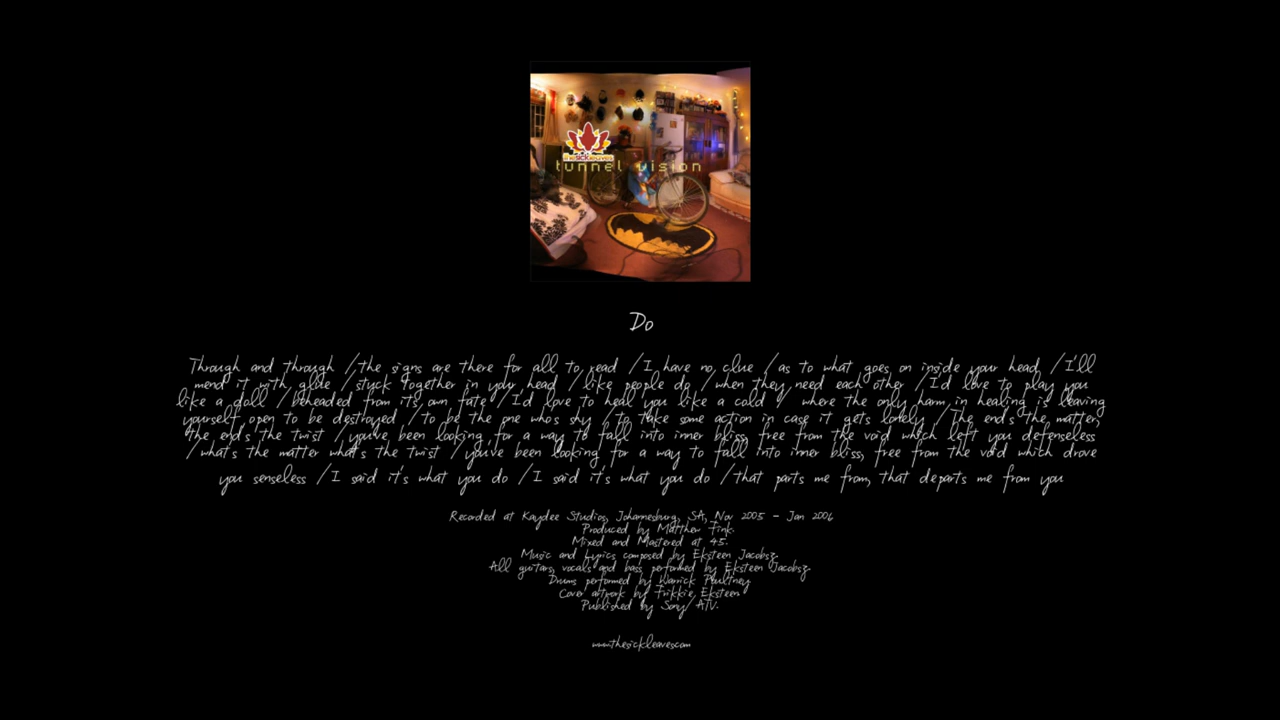 thesickleaves
tunnel vision
Do
Through and through / the signs are there for all to read / I have no clue / as to what goes on inside your head / I'll
mend it with glue / stuck together in your head / like people do / when they need each other / I'd love to play you
like a doll / beheaded from its own fate / I'd love to heal you like a cold / where the only harm in healing is leaving
yourself open to be destroyed / to be the one who's shy / to take some action in case it gets lonely / The end's the matter,
the end's the twist / you've been looking for a way to fall into inner bliss, free from the void which left you defenseless
/ what's the matter what's the twist / you've been looking for a way to fall into inner bliss, free from the void which drove
you senseless / I said it's what you do / I said it's what you do / that parts me from, that departs me from you
Recorded at Kaydee Studios, Johannesburg, SA, Nov 2005 - Jan 2006
Produced by Matthew Fink.
Mixed and Mastered at 45.
Music and Lyrics composed by Eksteen Jacobsz.
All guitars, vocals and bass performed by Eksteen Jacobsz.
Drums performed by Warrick Poultney
Cover artwork by Frikkie Eksteen
Published by Sony/ATV.
www.thesickleaves.com